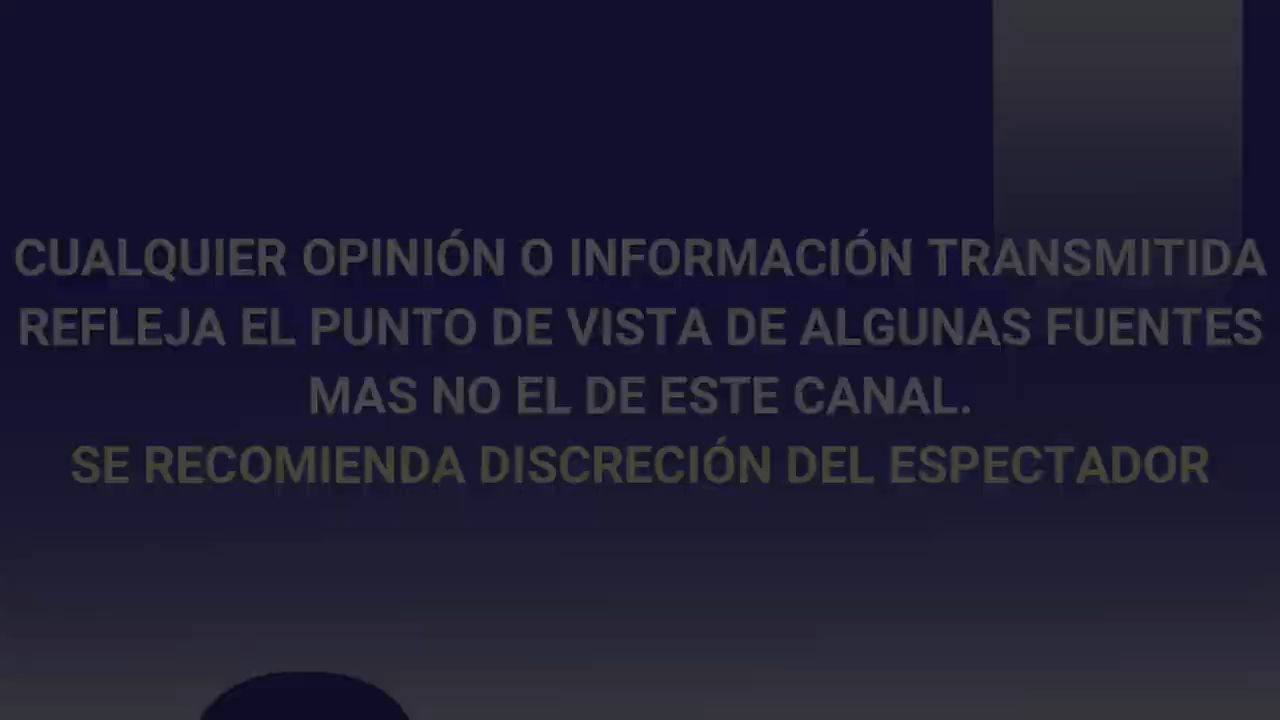 CUALQUIER OPINIÓN O INFORMACIÓN TRANSMITIDA
REFLEJA EL PUNTO DE VISTA DE ALGUNAS FUENTES
MAS NO EL DE ESTE CANAL.
SE RECOMIENDA DISCRECIÓN DEL ESPECTADOR